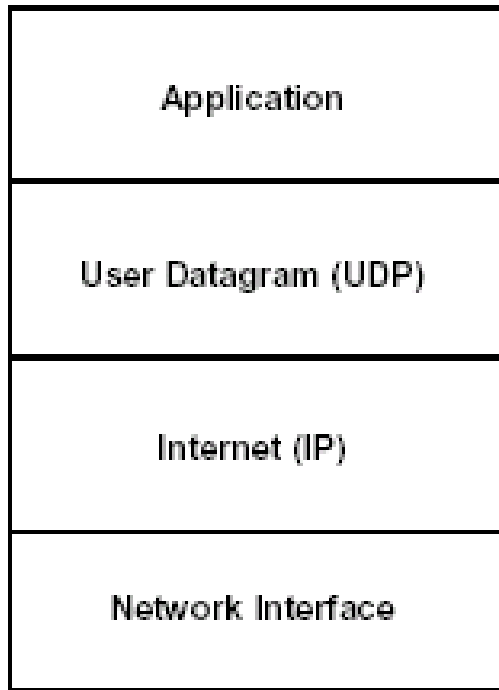 Application
User Datagram (UDP)
Internet (IP)
Network Interface